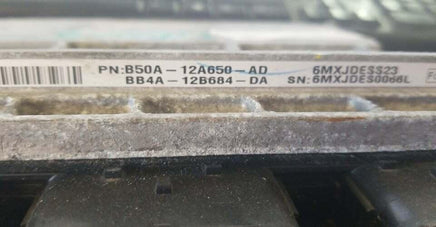 PN:B50A-12A650-AD 6MXJDESS23
BB4A-12B684-DA SN:6MXJDES0066L